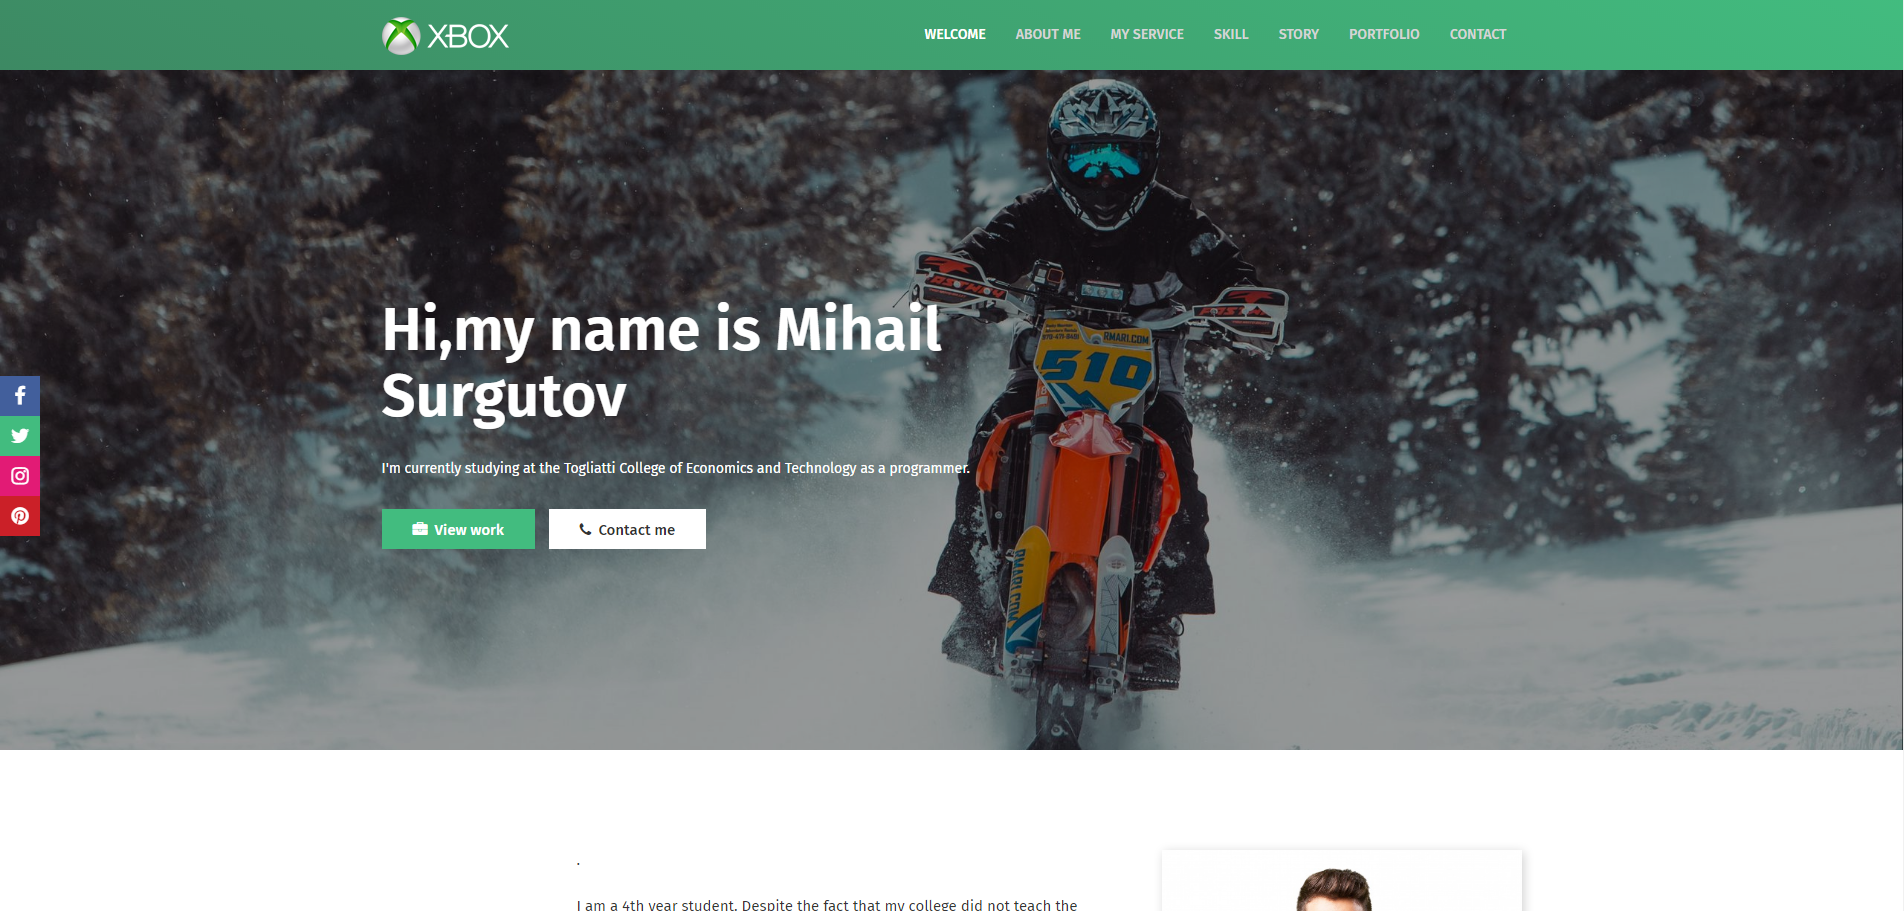 XBOX
WELCOME ABOUT ME MY SERVICE SKILL STORY PORTFOLIO CONTACT
Hi,my name is Mihail
Surgutov
I'm currently studying at the Togliatti College of Economics and Technology as a programmer.
View work
Contact me
RMARI.COM
510
RMARI.COM
.
I am a 4th year student. Despite the fact that my college did not teach the